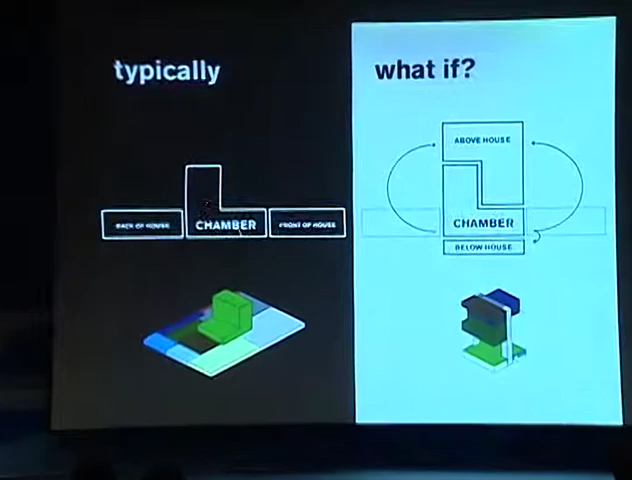 typically
BACK OF HOUSE
CHAMBER
FRONT OF HOUSE
what if?
ABOVE HOUSE
CHAMBER
BELOW HOUSE